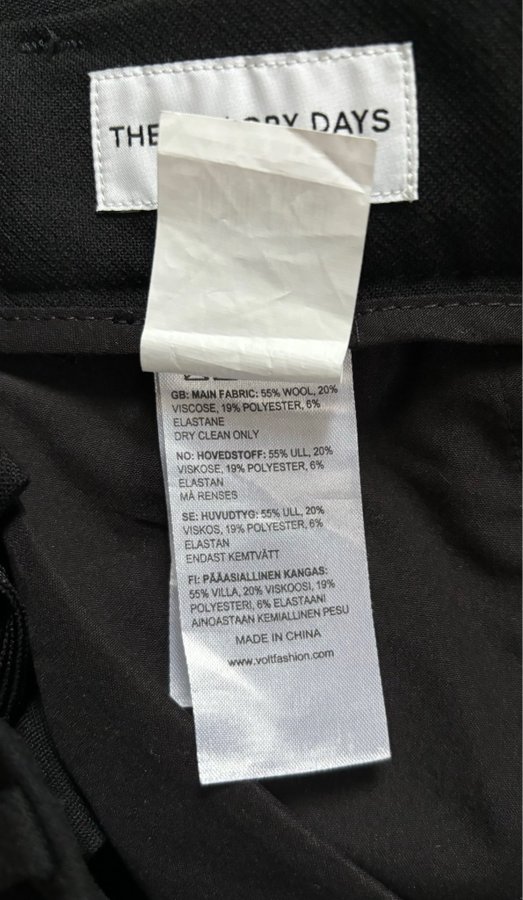 THE DAYS
GB: MAIN FABRIC: 55% WOOL, 20%
VISCOSE, 19% POLYESTER, 6%
ELASTANE
DRY CLEAN ONLY
NO: HOVEDSTOFF: 55% ULL, 20%
VISKOSE, 19% POLYESTER, 6%
ELASTAN
MÅ RENSES
SE: HUVUDTYG: 55% ULL, 20%
VISKOS, 19% POLYESTER, 6%
ELASTAN
ENDAST KEMTVÄTT
FI: PÄÄASIALLINEN KANGAS:
55% VILLA, 20% VISKOOSI, 19%
POLYESTERI, 6% ELASTAANI
AINOASTAAN KEMIALLINEN PESU
MADE IN CHINA
www.voltfashion.com